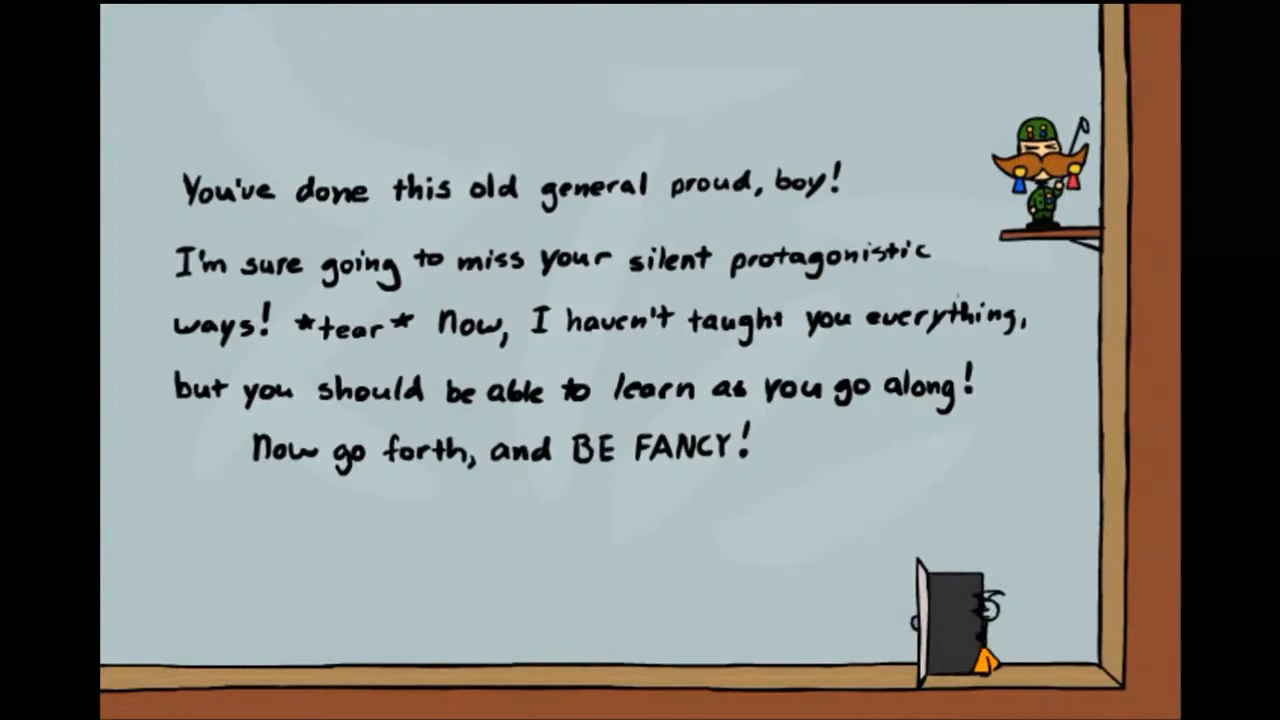 You've done this old general proud, boy!
I'm sure going to miss your silent protagonistic
ways! *tear* Now, I haven't taught you everything,
but you should be able to learn as you go along!
Now go forth, and BE FANCY!